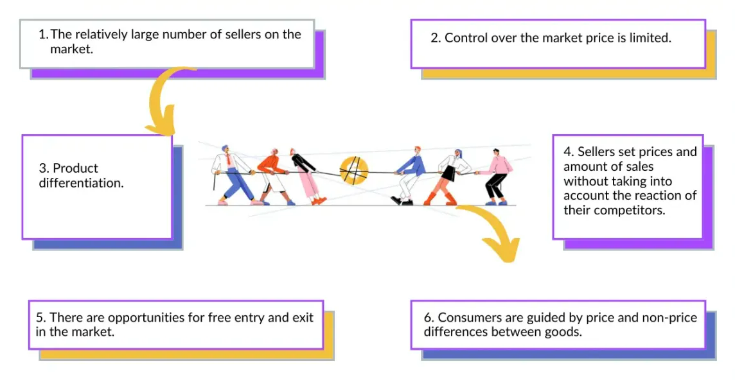 1. The relatively large number of sellers on the
market.
2. Control over the market price is limited.
3. Product
differentiation.
4. Sellers set prices and
amount of sales
without taking into
account the reaction of
their competitors.
5. There are opportunities for free entry and exit
in the market.
6. Consumers are guided by price and non-price
differences between goods.